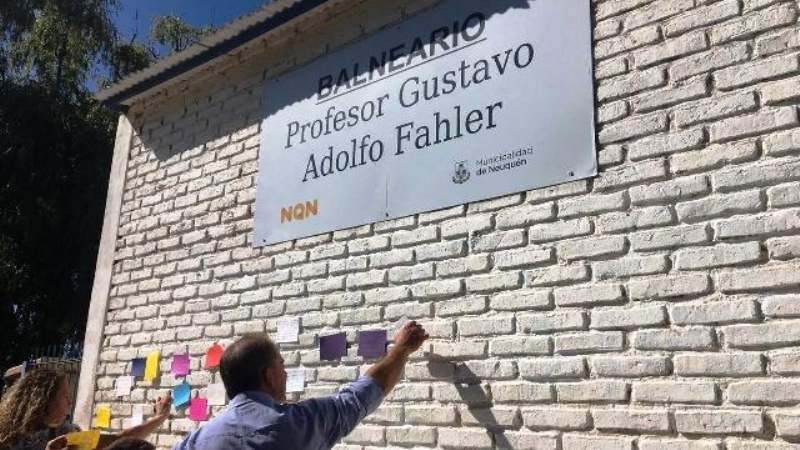 BALNEARIO
Profesor Gustavo
Adolfo Fahler
NQN
Municipalidad
de Neuquén